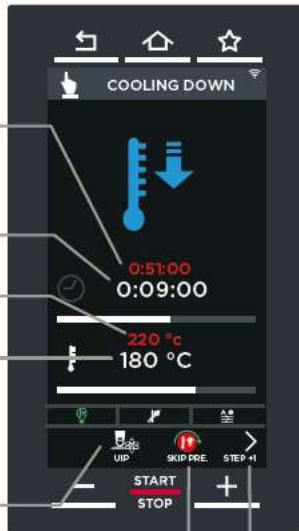 COOLING DOWN
0:51:00
0:09:00
220 °c
180 °C
UIP
SKIP PRE.
STEP +1
START
STOP